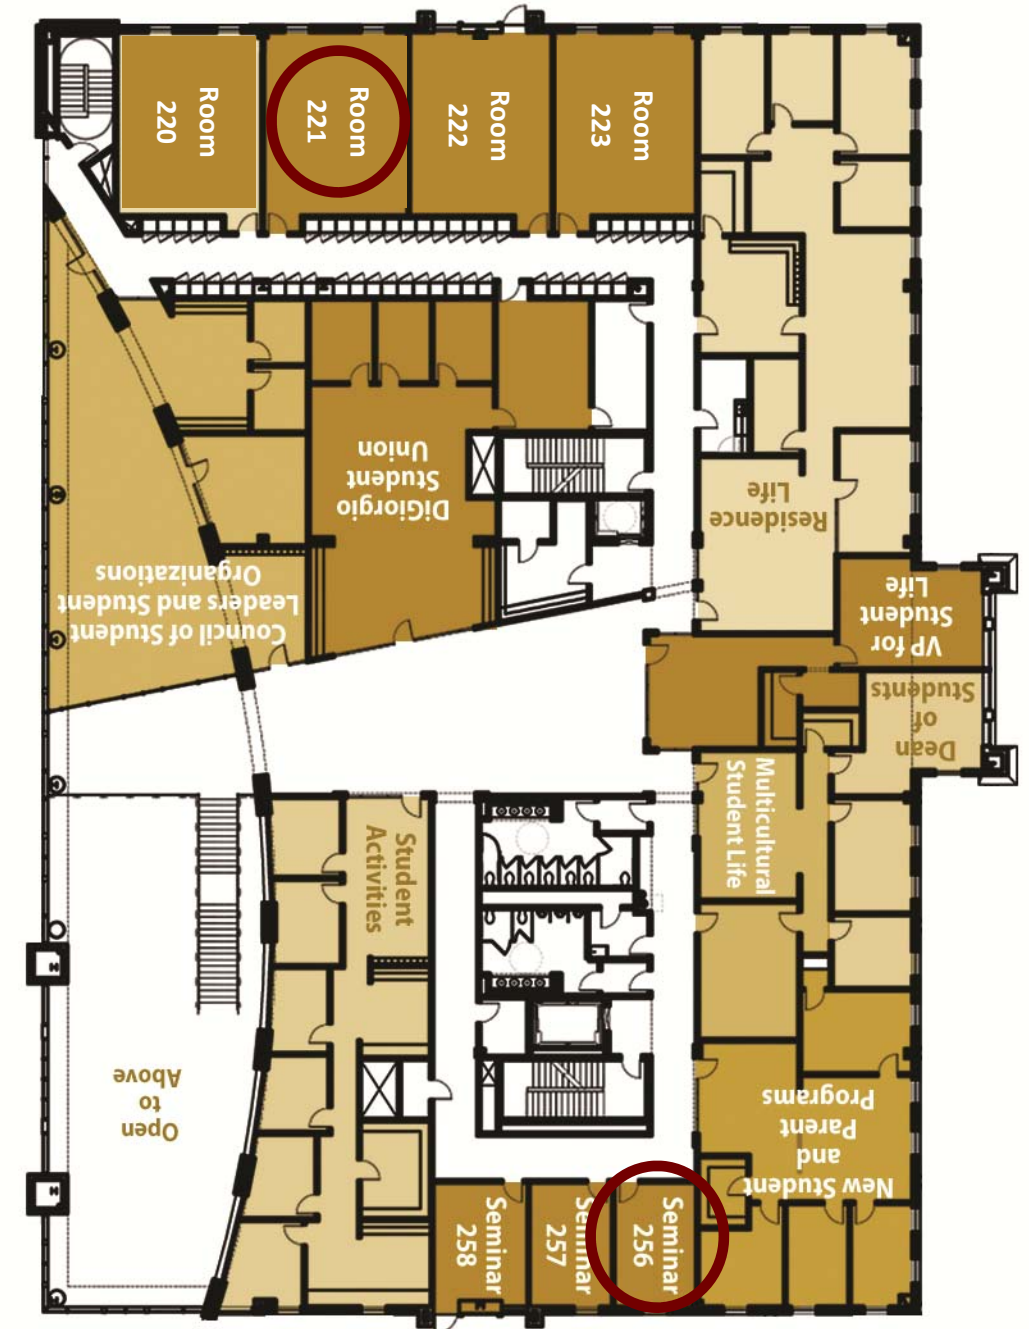 Room
220
Room
221
Room
222
Room
223
DiGiorgio
Student
Union
Council of Student
Leaders and Student
Organizations
Residence
Life
VP for
Student
Life
Dean
of
Students
Multicultural
Student Life
Student
Activities
Open
to
Above
New Student
and
Parent
Programs
Seminar
258
Seminar
257
Seminar
256